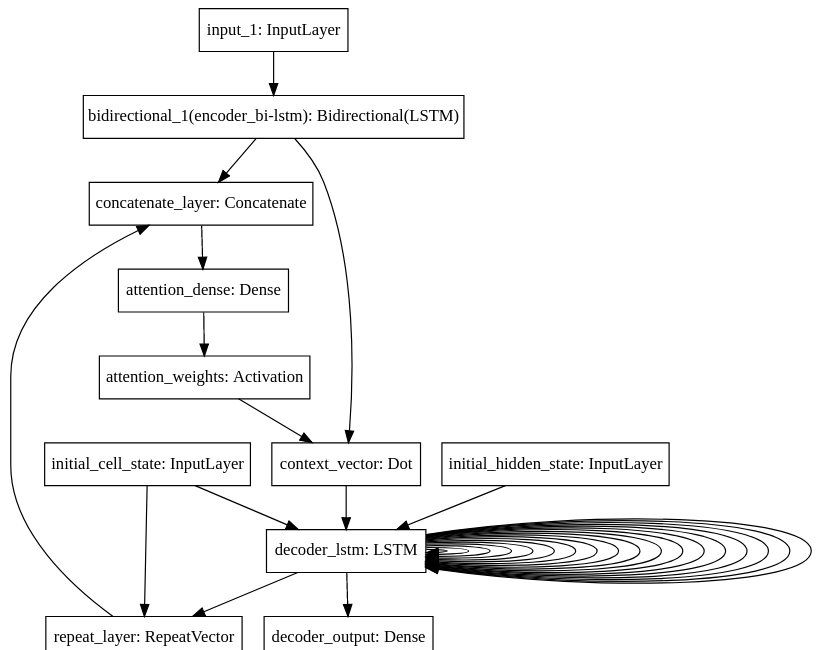 input_1: InputLayer
bidirectional_1(encoder_bi-lstm): Bidirectional(LSTM)
concatenate_layer: Concatenate
attention_dense: Dense
attention_weights: Activation
initial_cell_state: InputLayer
context_vector: Dot
initial_hidden_state: InputLayer
decoder_lstm: LSTM
repeat_layer: RepeatVector
decoder_output: Dense